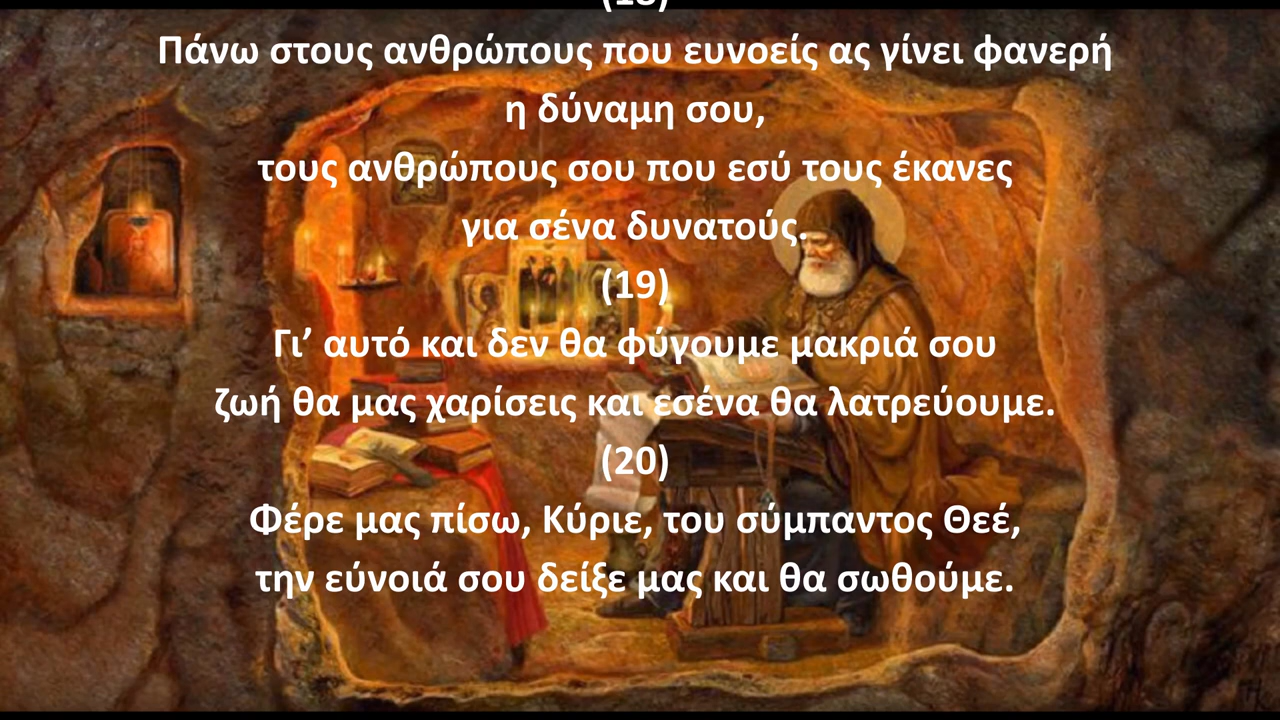 (18)
Πάνω στους ανθρώπους που ευνοείς ας γίνει φανερή
η δύναμη σου,
τους ανθρώπους σου που εσύ τους έκανες
για σένα δυνατούς.
(19)
Γι’ αυτό και δεν θα φύγουμε μακριά σου
ζωή θα μας χαρίσεις και εσένα θα λατρεύουμε.
(20)
Φέρε μας πίσω, Κύριε, του σύμπαντος Θεέ,
την εύνοιά σου δείξε μας και θα σωθούμε.